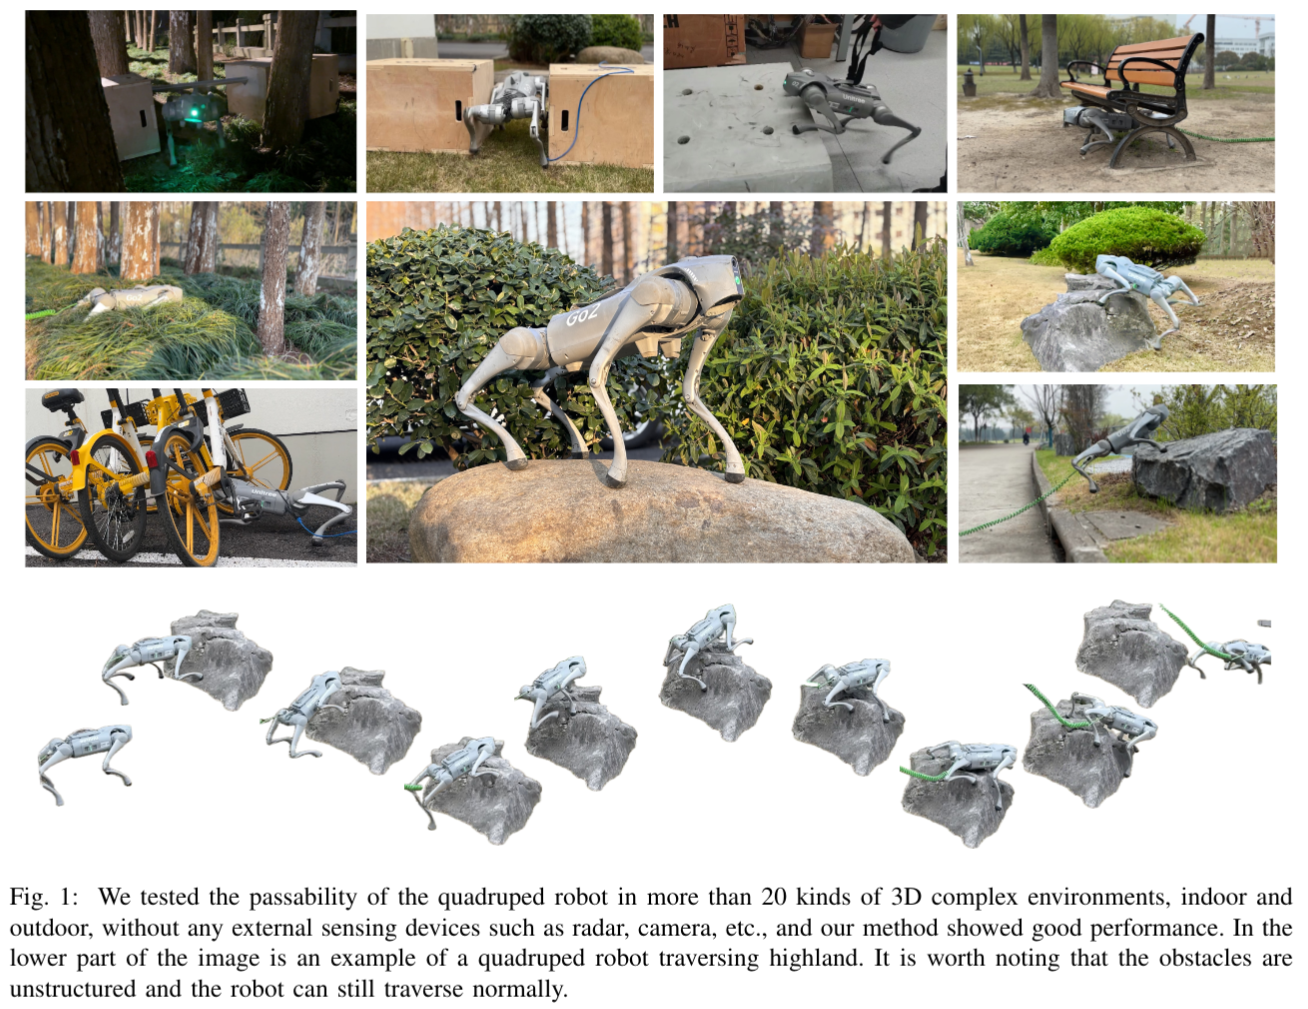 Go2
Fig. 1: We tested the passability of the quadruped robot in more than 20 kinds of 3D complex environments, indoor and
outdoor, without any external sensing devices such as radar, camera, etc., and our method showed good performance. In the
lower part of the image is an example of a quadruped robot traversing highland. It is worth noting that the obstacles are
unstructured and the robot can still traverse normally.